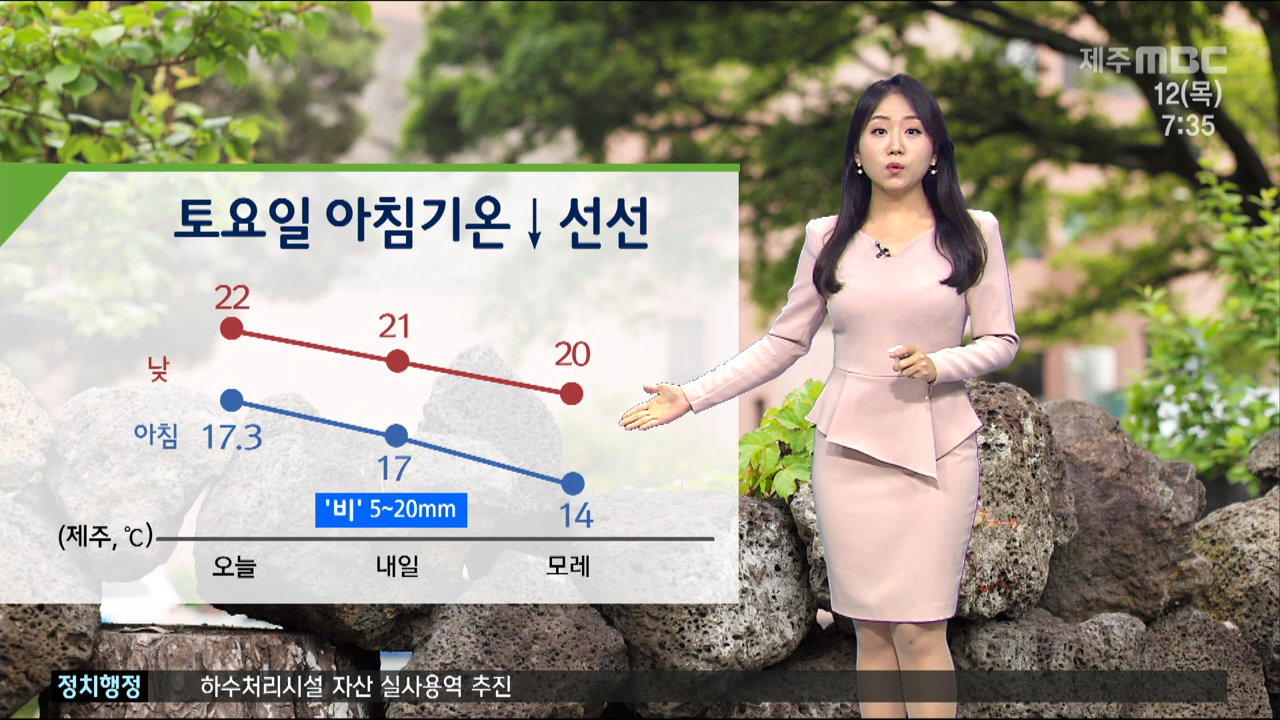 제주MBC
12(목)
7:35
토요일 아침기온↓ 선선
22
21
20
낮
아침
17.3
17
14
'비' 5~20mm
(제주, ℃)
오늘
내일
모레
정치행정
하수처리시설 자산 실사용역 추진